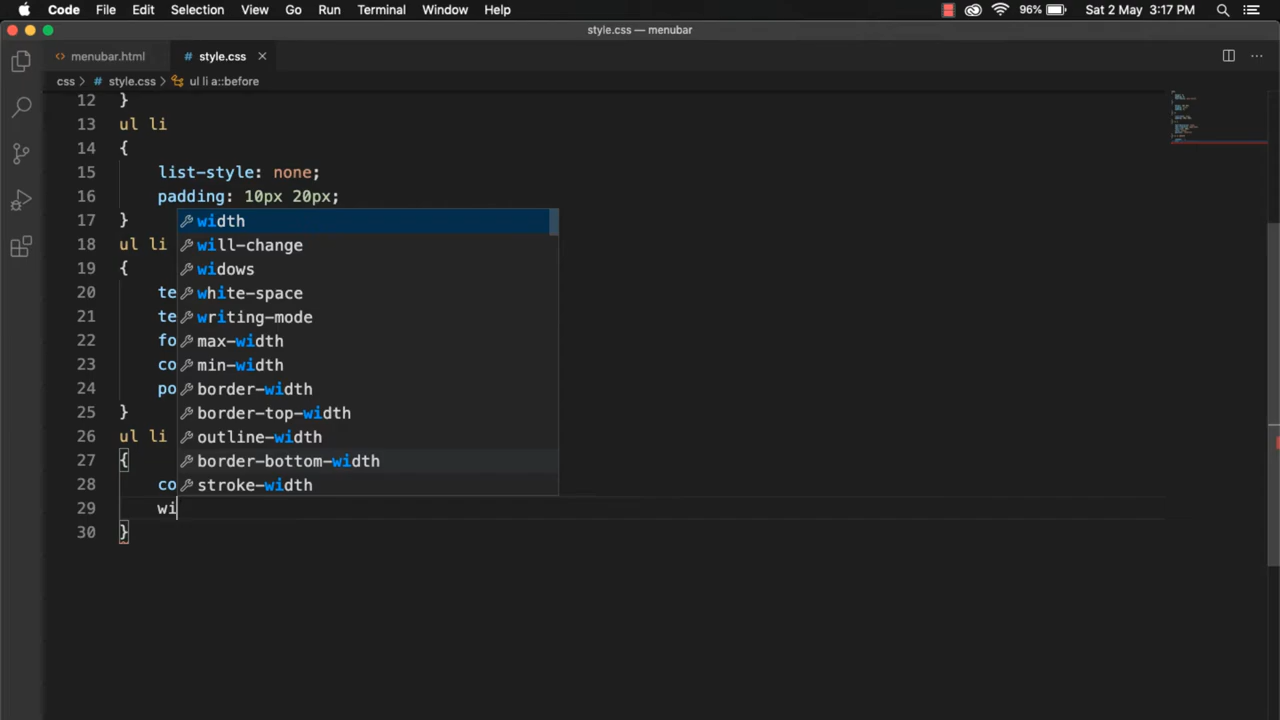 Code File Edit Selection View Go Run Terminal Window Help 96% Sat 2 May 3:17 PM
style.css — menubar
<> menubar.html # style.css ×
css > # style.css > ul li a::before
12 }
13 ul li
14 {
15 list-style: none;
16 padding: 10px 20px;
17 }
width
18 ul li
will-change
19 {
widows
20 te
white-space
21 te
writing-mode
22 fo
max-width
23 co
min-width
24 po
border-width
25 }
border-top-width
26 ul li
outline-width
27 {
border-bottom-width
28 co
stroke-width
29 wi
30 }